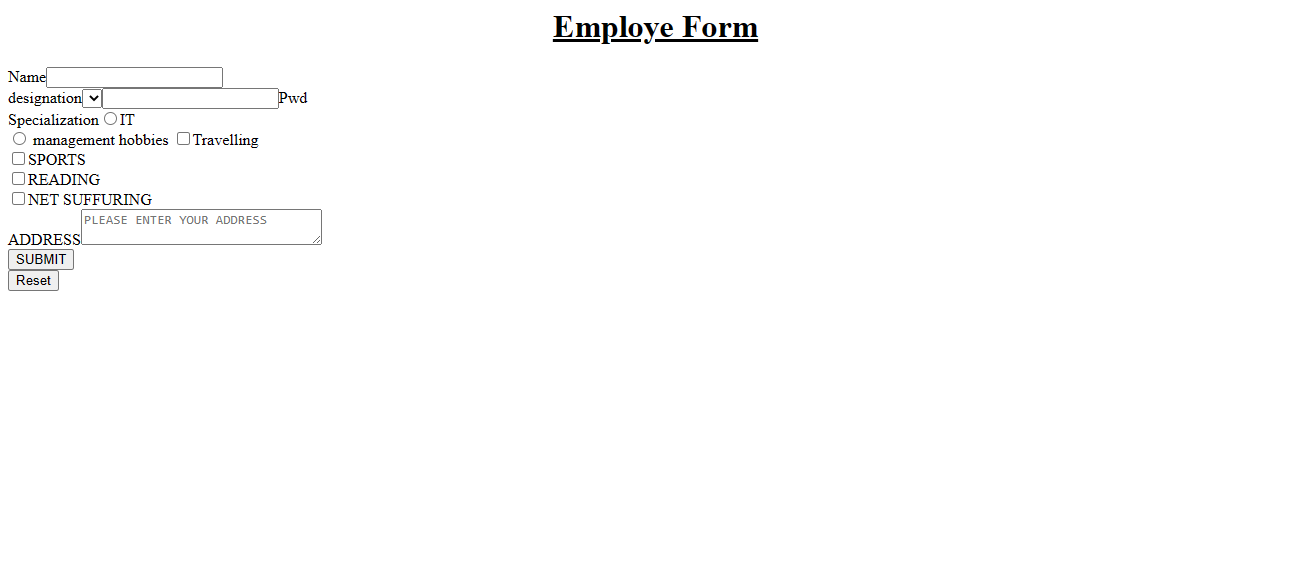 Employe Form
Name
designation Pwd
Specialization IT
management hobbies Travelling
SPORTS
READING
NET SUFFURING
PLEASE ENTER YOUR ADDRESS
ADDRESS
SUBMIT
Reset